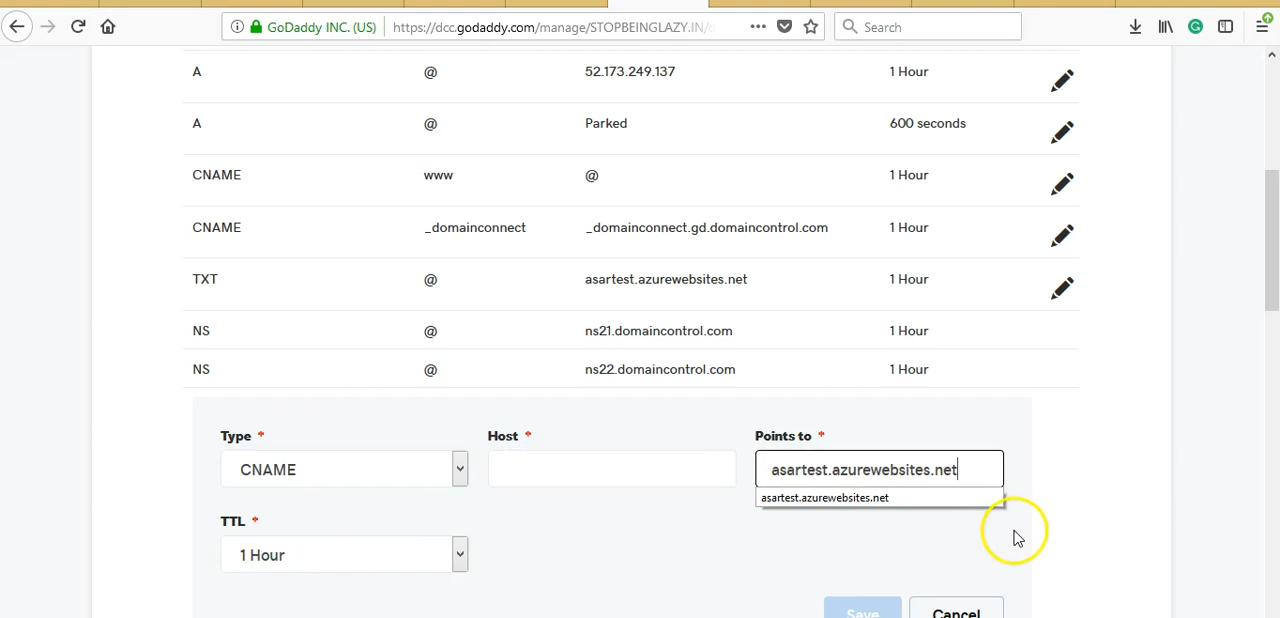 GoDaddy INC. (US) https://dcc.godaddy.com/manage/STOPBEINGLAZY.IN/ Search
A @ 52.173.249.137 1 Hour
A @ Parked 600 seconds
CNAME www @ 1 Hour
CNAME _domainconnect _domainconnect.gd.domaincontrol.com 1 Hour
TXT @ asartest.azurewebsites.net 1 Hour
NS @ ns21.domaincontrol.com 1 Hour
NS @ ns22.domaincontrol.com 1 Hour
Type * Host * Points to *
CNAME asartest.azurewebsites.net
asartest.azurewebsites.net
TTL *
1 Hour
Save Cancel